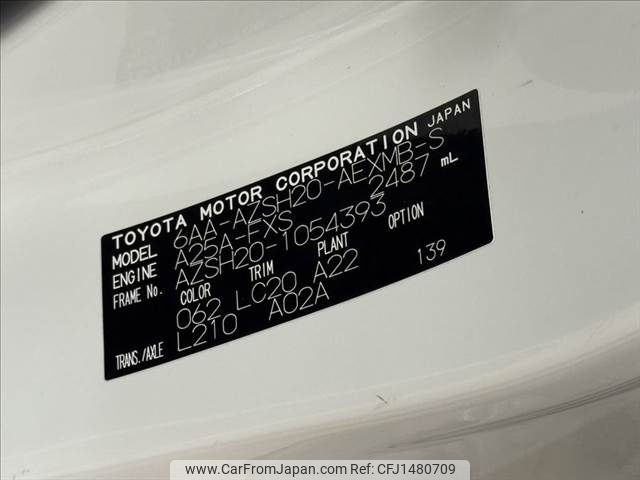 TOYOTA MOTOR CORPORATION JAPAN
MODEL 6AA-AZSH20-AEXMB-S
ENGINE A25A-FXS 2487 mL
FRAME No. AZSH20-1054393
COLOR TRIM PLANT OPTION
062 LC20 A22 139
TRANS./AXLE L210 A02A
www.CarFromJapan.com - Ref No: CFJ1480709